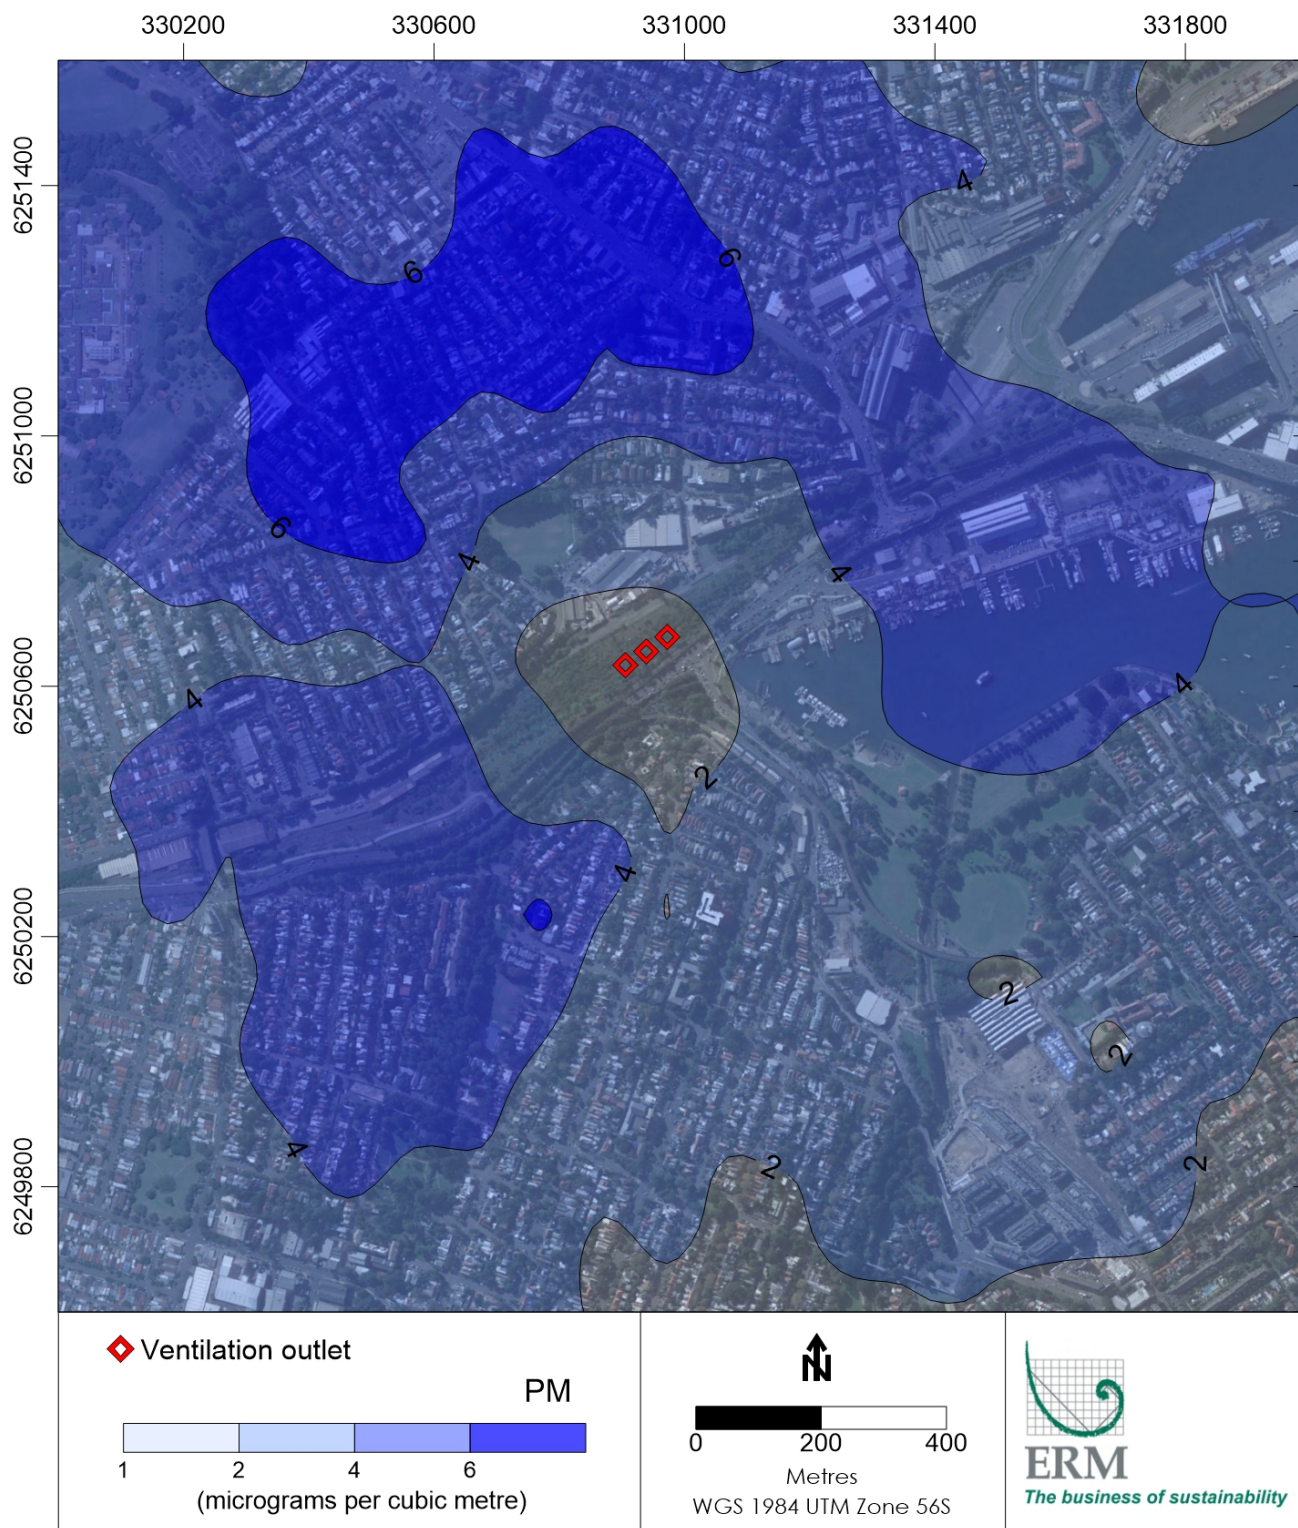 330200 330600 331000 331400 331800
6251400
6251000
6250600
6250200
6249800
4
6
6
6
4
4
4
4
2
4
2
2
4
2
2
Ventilation outlet
PM
1 2 4 6
(micrograms per cubic metre)
N
0 200 400
Metres
WGS 1984 UTM Zone 56S
ERM
The business of sustainability